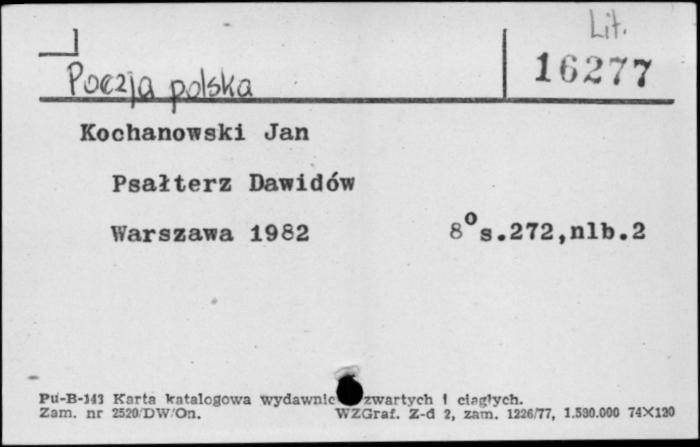 Lit.
16277
Poezja polska
Kochanowski Jan
Psałterz Dawidów
Warszawa 1982 8° s.272,nlb.2
Pu-B-143 Karta katalogowa wydawnic zwartych i ciągłych.
Zam. nr 2520/DW/On. WZGraf. Z-d 2, zam. 1226/77, 1.530.000 74X120